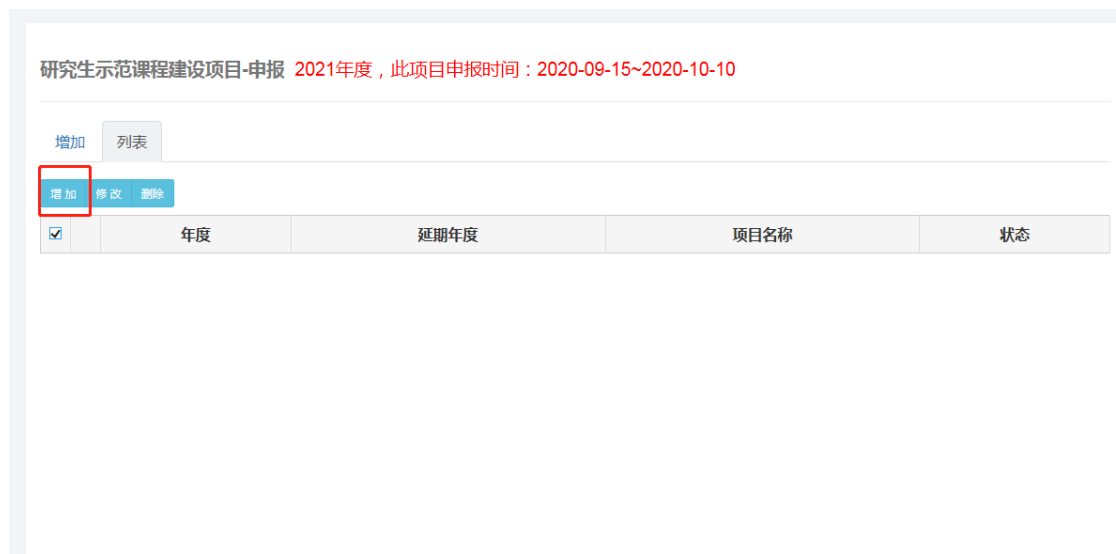 研究生示范课程建设项目-申报 2021年度，此项目申报时间：2020-09-15~2020-10-10
增加 列表
增加 修改 删除
年度 延期年度 项目名称 状态